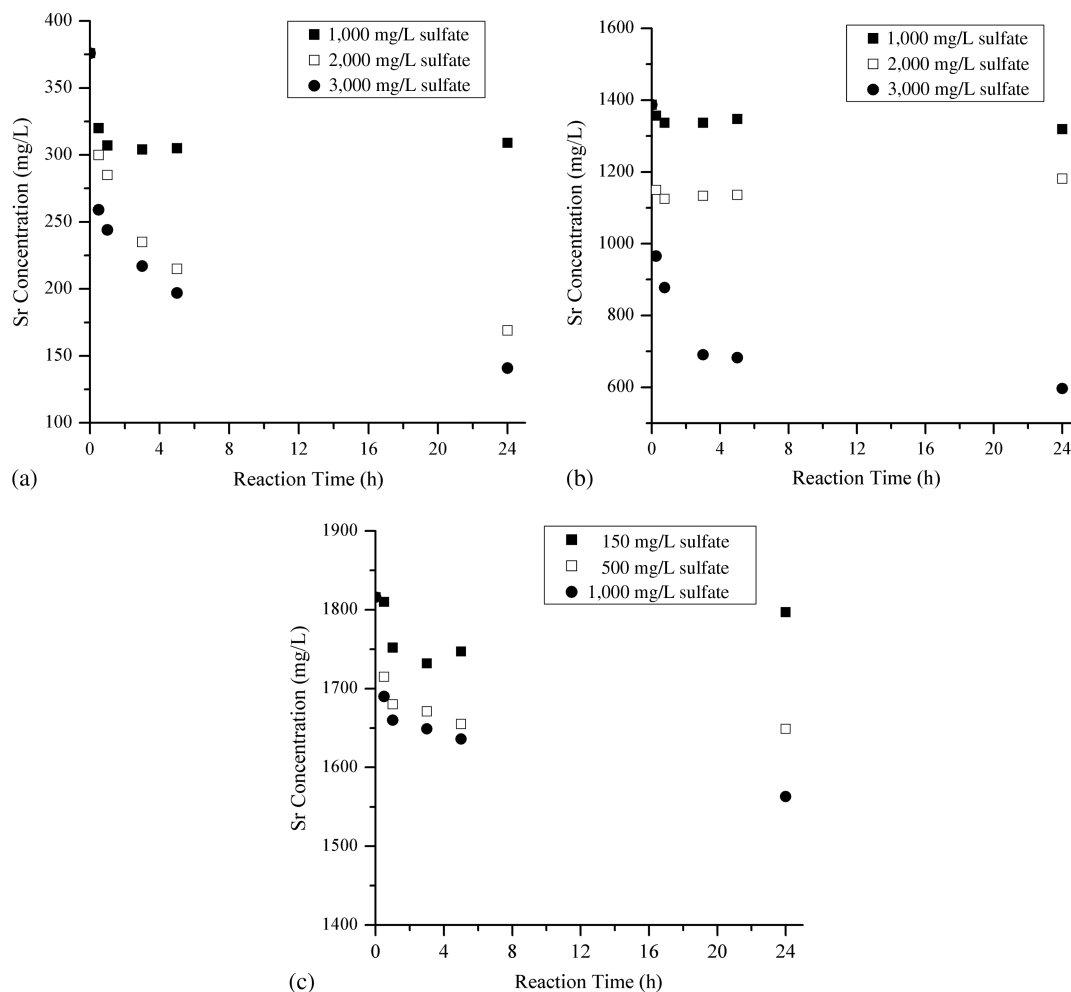 400
350
300
250
200
150
100
Sr Concentration (mg/L)
1,000 mg/L sulfate
2,000 mg/L sulfate
3,000 mg/L sulfate
0 4 8 12 16 20 24
Reaction Time (h)
(a)
1600
1400
1200
1000
800
600
Sr Concentration (mg/L)
1,000 mg/L sulfate
2,000 mg/L sulfate
3,000 mg/L sulfate
0 4 8 12 16 20 24
Reaction Time (h)
(b)
1900
1800
1700
1600
1500
1400
Sr Concentration (mg/L)
150 mg/L sulfate
500 mg/L sulfate
1,000 mg/L sulfate
0 4 8 12 16 20 24
Reaction Time (h)
(c)